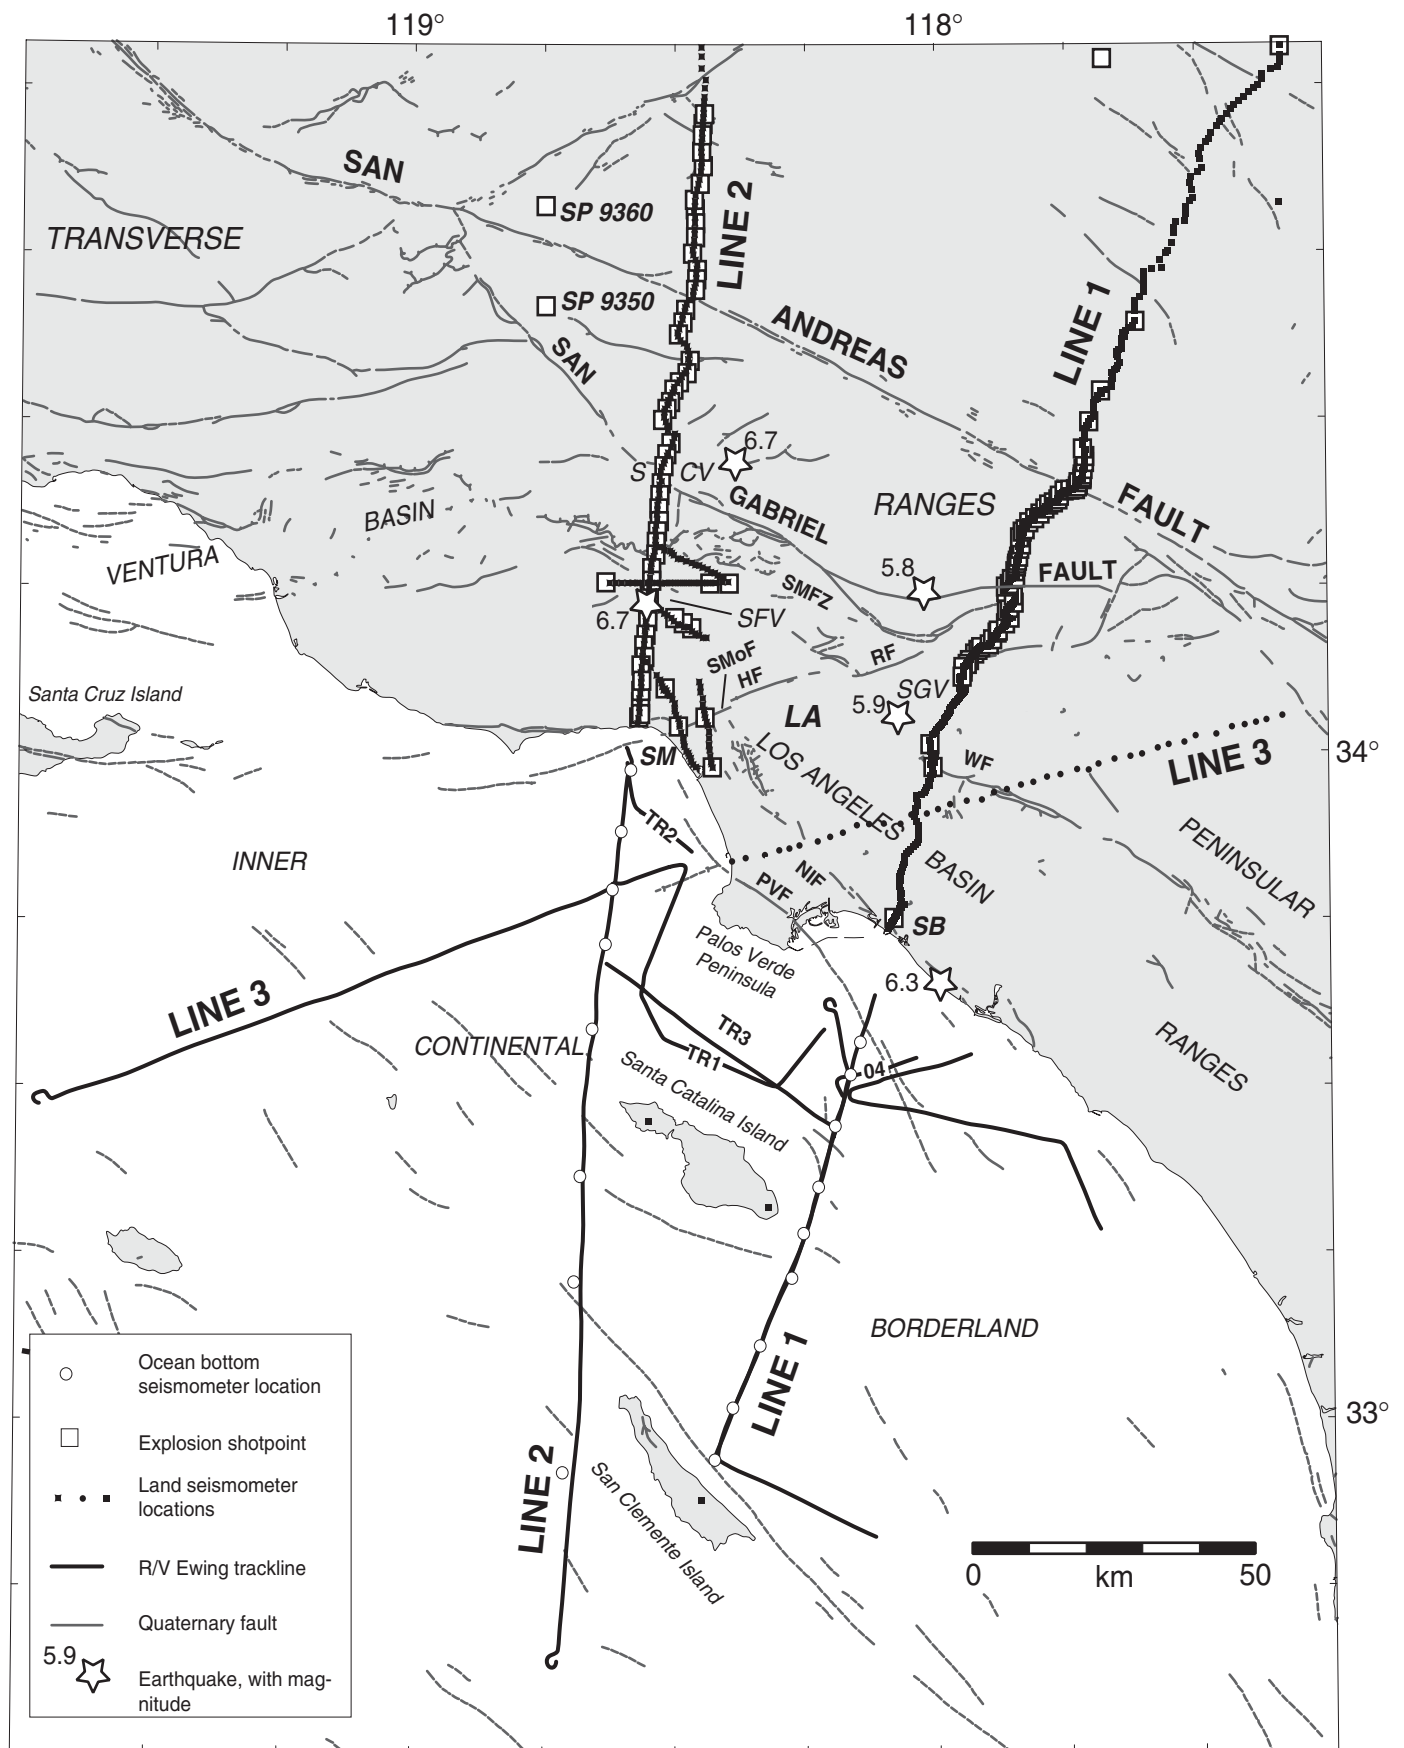 119°
118°
SAN
SP 9360
TRANSVERSE
LINE 2
SP 9350
LINE 1
ANDREAS
SAN
6.7
S CV
GABRIEL
RANGES
FAULT
BASIN
VENTURA
5.8
FAULT
SMFZ
6.7
SFV
SMoF
HF
RF
SGV
Santa Cruz Island
5.9
LA
34°
SM
LOS ANGELES
WF
LINE 3
TR2
INNER
BASIN
PENINSULAR
NIF
PVF
SB
Palos Verde
Peninsula
6.3
LINE 3
TR3
CONTINENTAL
TR1
04
RANGES
Santa Catalina Island
BORDERLAND
LINE 1
Ocean bottom
seismometer location
33°
Explosion shotpoint
LINE 2
Land seismometer
locations
San Clemente Island
R/V Ewing trackline
0 km 50
Quaternary fault
5.9
Earthquake, with mag-
nitude